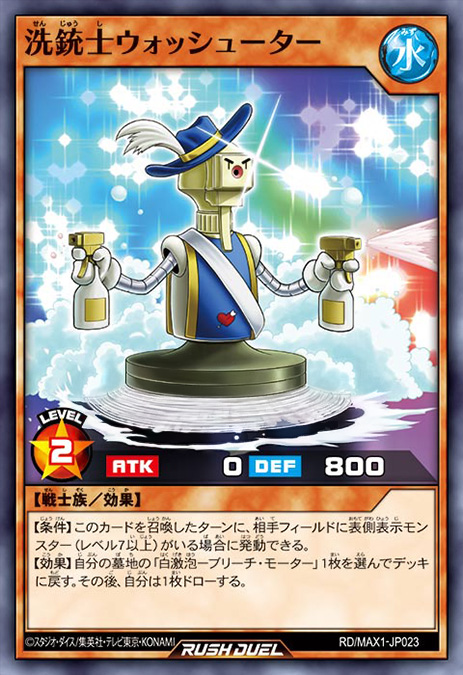 洗銃士ウォッシューター
水
LEVEL
2
ATK 0 DEF 800
【戦士族／効果】
【条件】このカードを召喚したターンに、相手フィールドに表側表示モン
スター（レベル7以上）がいる場合に発動できる。
【効果】自分の墓地の「白激泡ーブリーチ・モーター」1枚を選んでデッキ
に戻す。その後、自分は1枚ドローする。
©スタジオ・ダイス/集英社・テレビ東京・KONAMI
RUSH DUEL
RD/MAX1-JP023